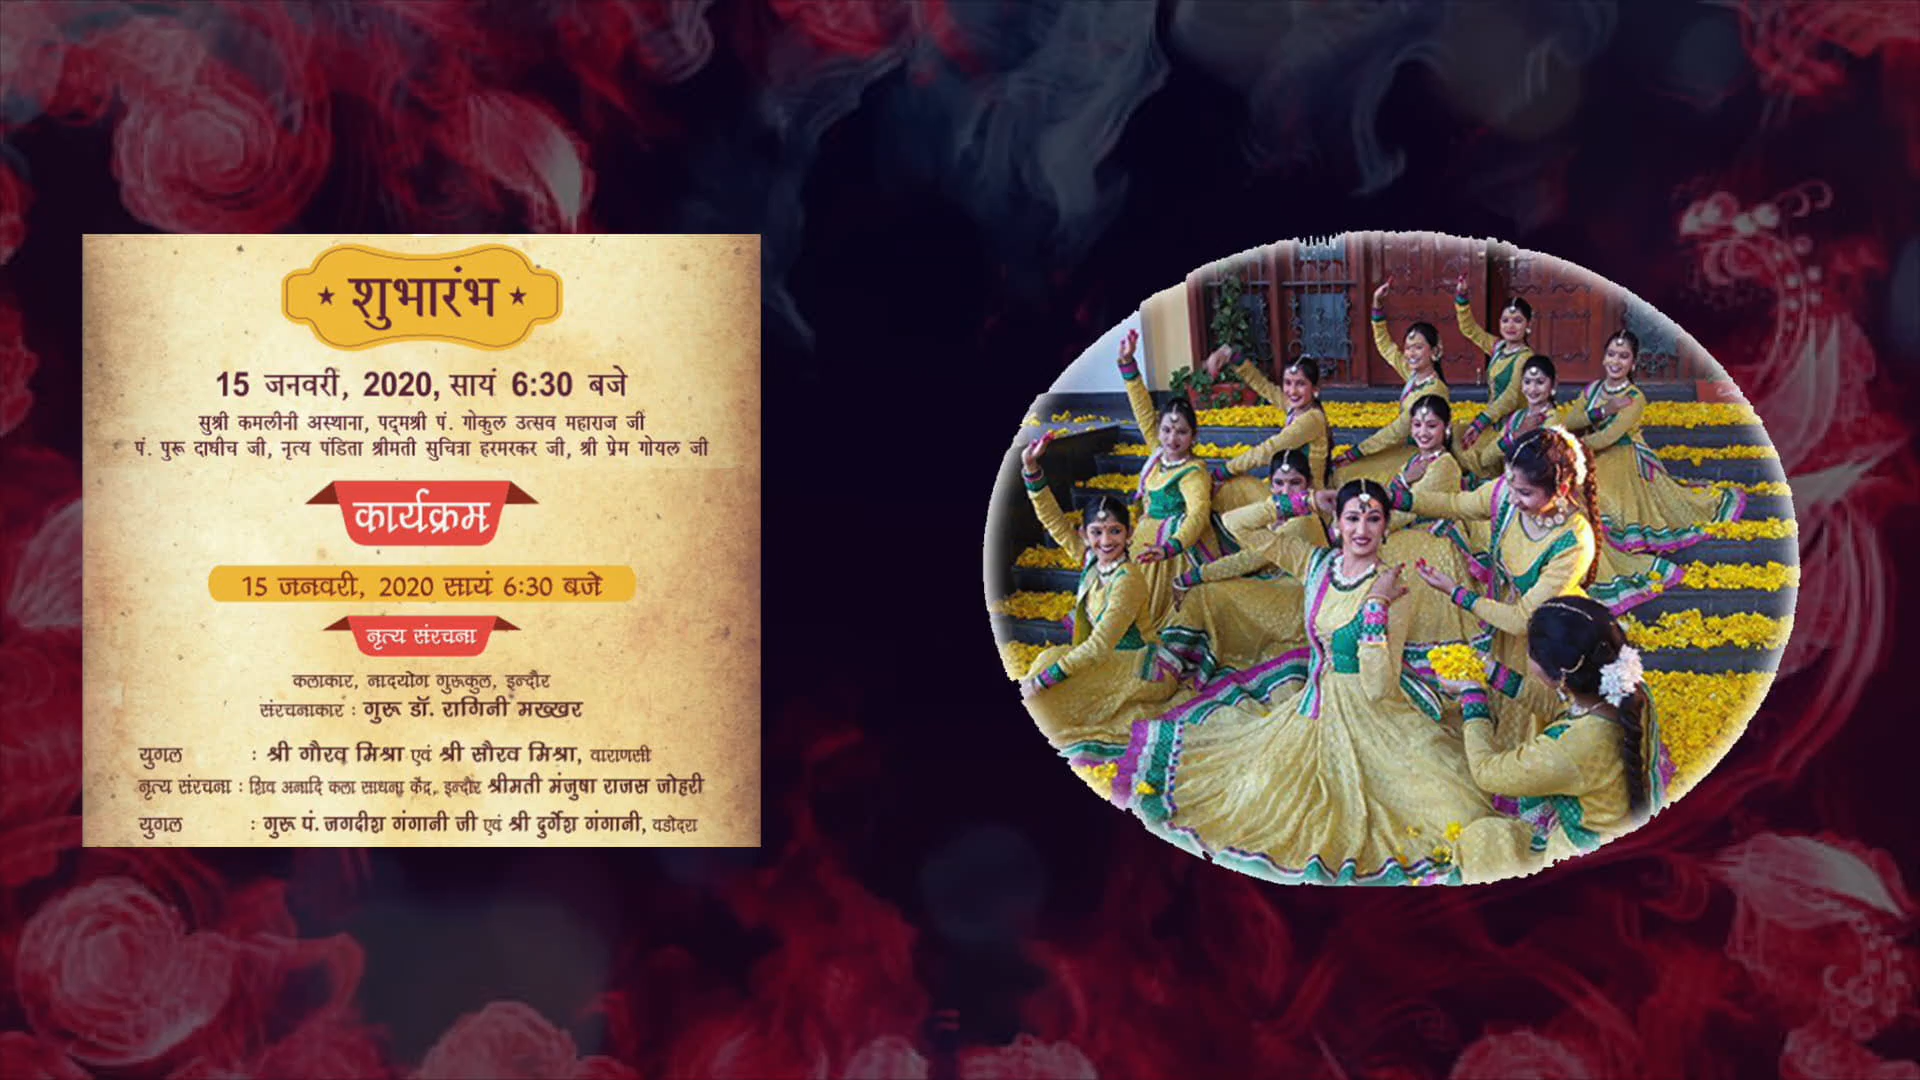 शुभारंभ
15 जनवरी, 2020, सायं 6:30 बजे
सुश्री कमलीनी अस्थाना, पद्मश्री पं. गोकुल उत्सव महाराज जी
पं. पुरू दाधीच जी, नृत्य पंडिता श्रीमती सुचित्रा हरमरकर जी, श्री प्रेम गोयल जी
कार्यक्रम
15 जनवरी, 2020 सायं 6:30 बजे
नृत्य संरचना
कलाकार, नाद्योग गुरूकुल, इन्दौर
संरचनाकार : गुरू डॉ. रागिनी मख्खर
युगल : श्री गौरव मिश्रा एवं श्री सौरव मिश्रा, वाराणसी
नृत्य संरचना : शिव अनादि कला साधना केंद्र, इन्दौर श्रीमती मंजुषा राजस जोहरी
युगल : गुरू पं. जगदीश गंगानी जी एवं श्री दुर्गेश गंगानी, वडोदरा